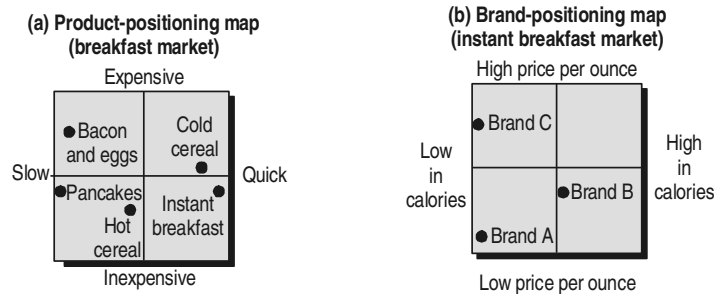 (a) Product-positioning map
(breakfast market)
Expensive
Bacon
and eggs
Cold
cereal
Slow
Quick
Pancakes
Hot
cereal
Instant
breakfast
Inexpensive
(b) Brand-positioning map
(instant breakfast market)
High price per ounce
Brand C
Low
in
calories
High
in
calories
Brand B
Brand A
Low price per ounce